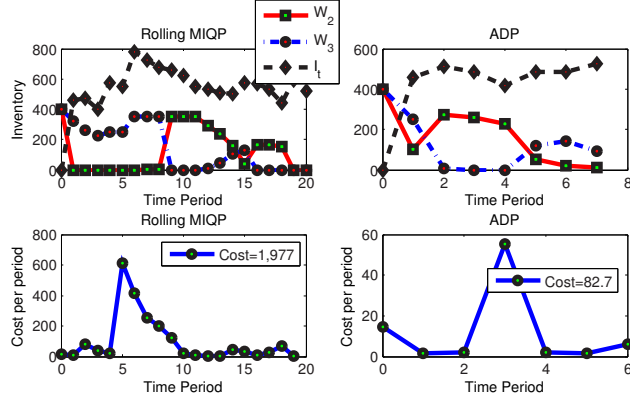 Rolling MIQP
ADP
W2
W3
It
800
600
400
200
0
Inventory
0 5 10 15 20
Time Period
600
400
200
0
0 2 4 6 8
Time Period
Rolling MIQP
ADP
800
600
400
200
0
Cost per period
Cost=1,977
0 5 10 15 20
Time Period
60
40
20
0
Cost per period
Cost=82.7
0 2 4 6
Time Period